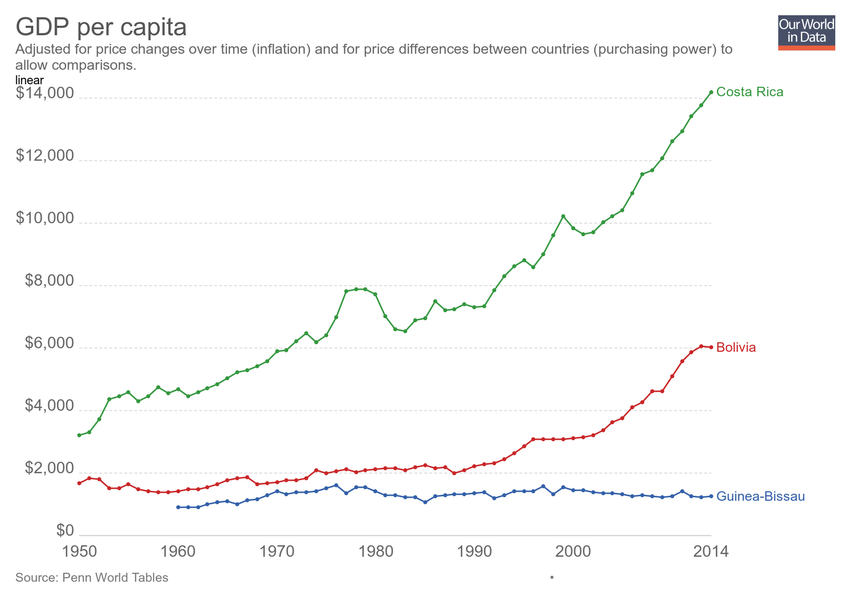 GDP per capita
Our World
in Data
Adjusted for price changes over time (inflation) and for price differences between countries (purchasing power) to
allow comparisons.
linear
$14,000
Costa Rica
$12,000
$10,000
$8,000
$6,000
Bolivia
$4,000
$2,000
Guinea-Bissau
$0
1950 1960 1970 1980 1990 2000 2014
Source: Penn World Tables